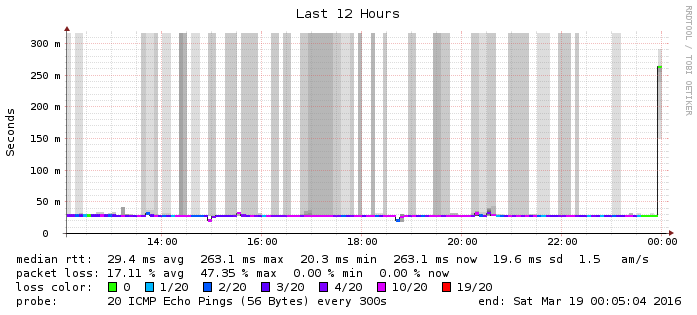 Last 12 Hours
RRDTOOL / TOBI OETIKER
Seconds
300 m
250 m
200 m
150 m
100 m
50 m
0
14:00 16:00 18:00 20:00 22:00 00:00
median rtt: 29.4 ms avg 263.1 ms max 20.3 ms min 263.1 ms now 19.6 ms sd 1.5 am/s
packet loss: 17.11 % avg 47.35 % max 0.00 % min 0.00 % now
loss color: 0 1/20 2/20 3/20 4/20 10/20 19/20
probe: 20 ICMP Echo Pings (56 Bytes) every 300s end: Sat Mar 19 00:05:04 2016